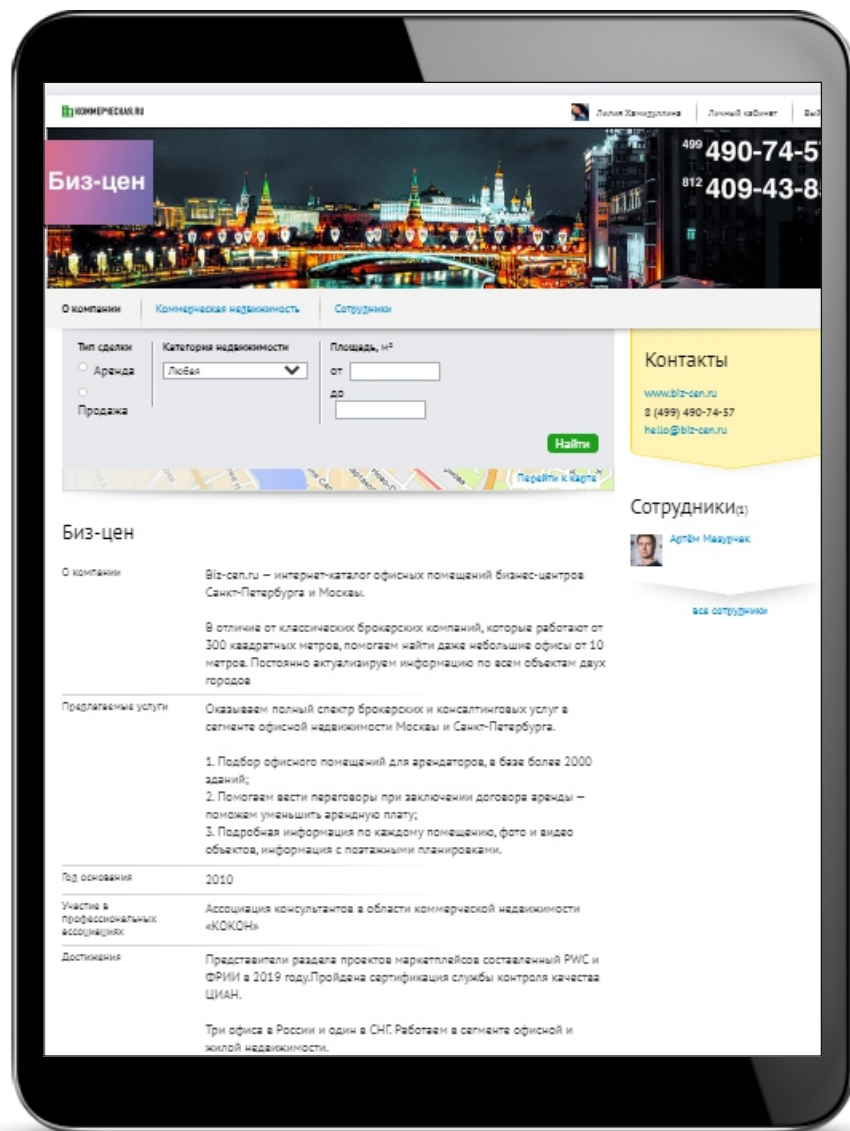 КОММЕРЧЕСКАЯ.RU
Лилия Хамидуллина
Личный кабинет
Биз-цен
499 490-74-5
812 409-43-8
О компании
Коммерческая недвижимость
Сотрудники
Тип сделки
Аренда
Продажа
Категория недвижимости
Любая
Площадь, м²
от
до
Найти
Перейти к карте
Контакты
www.biz-cen.ru
8 (499) 490-74-57
hello@biz-cen.ru
Сотрудники(1)
Артём Мазурчак
все сотрудники
Биз-цен
О компании
Biz-cen.ru — интернет-каталог офисных помещений бизнес-центров
Санкт-Петербурга и Москвы.
В отличие от классических брокерских компаний, которые работают от
300 квадратных метров, помогаем найти даже небольшие офисы от 10
метров. Постоянно актуализируем информацию по всем объектам двух
городов
Предлагаемые услуги
Оказываем полный спектр брокерских и консалтинговых услуг в
сегменте офисной недвижимости Москвы и Санкт-Петербурга.
1. Подбор офисного помещений для арендаторов, в базе более 2000
зданий;
2. Помогаем вести переговоры при заключении договора аренды —
поможем уменьшить арендную плату;
3. Подробная информация по каждому помещению, фото и видео
объектов, информация с поэтажными планировками.
Год основания
2010
Участие в
профессиональных
ассоциациях
Ассоциация консультантов в области коммерческой недвижимости
«КОКОН»
Достижения
Представители раздела проектов маркетплейсов составленный PWC и
ФРИИ в 2019 году.Пройдена сертификация службы контроля качества
ЦИАН.
Три офиса в России и один в СНГ. Работаем в сегменте офисной и
жилой недвижимости.